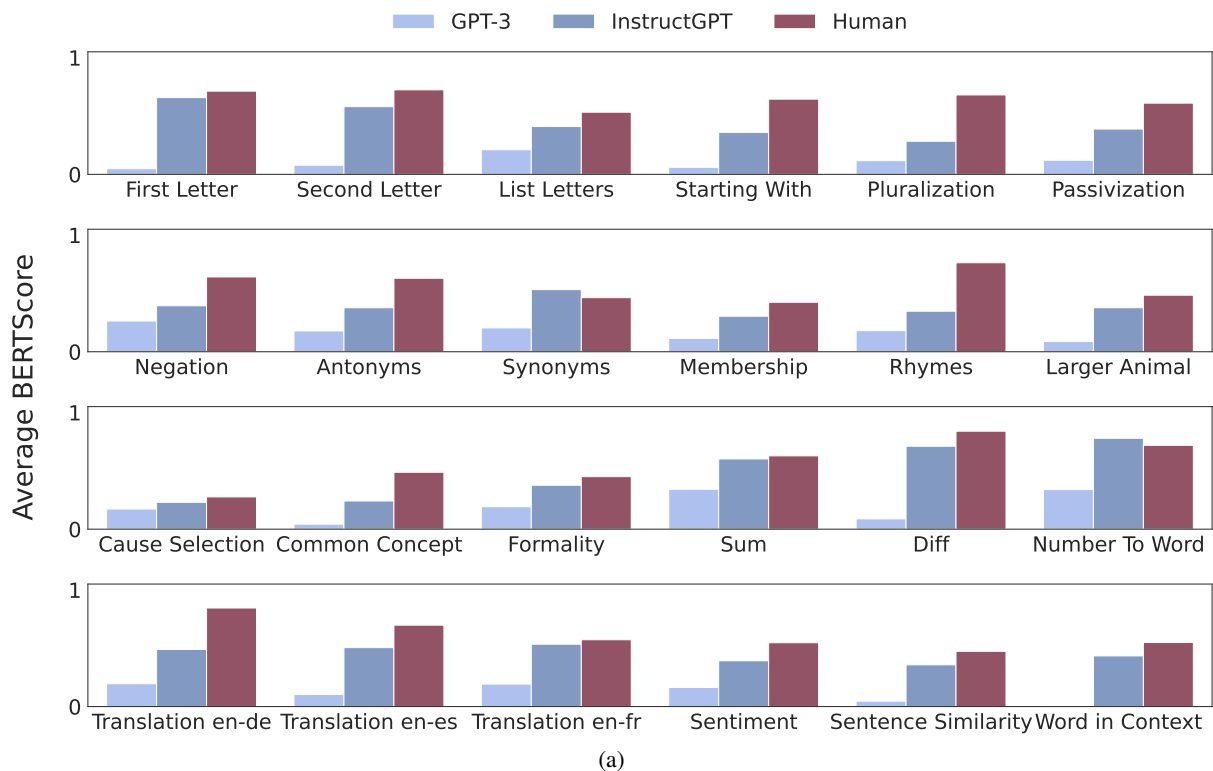 GPT-3 InstructGPT Human
Average BERTScore
1
0
First Letter Second Letter List Letters Starting With Pluralization Passivization
1
0
Negation Antonyms Synonyms Membership Rhymes Larger Animal
1
0
Cause Selection Common Concept Formality Sum Diff Number To Word
1
0
Translation en-de Translation en-es Translation en-fr Sentiment Sentence Similarity Word in Context
(a)